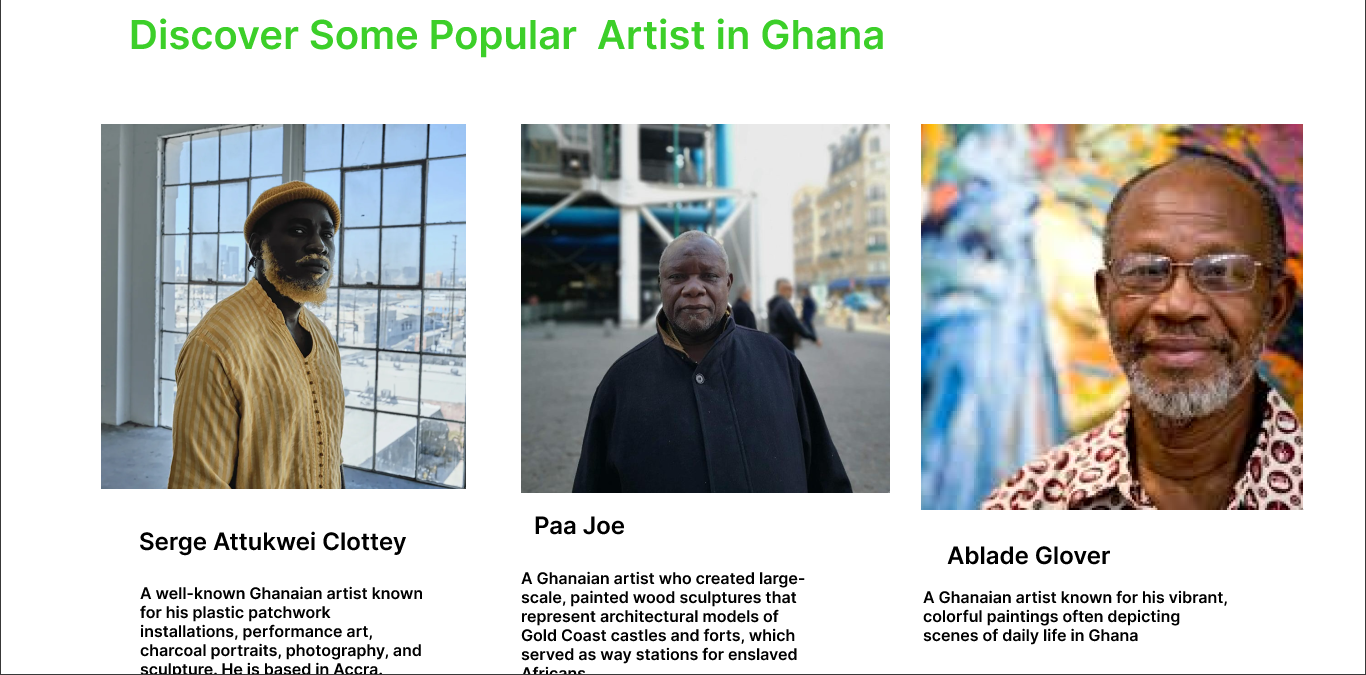 Discover Some Popular  Artist in Ghana
Serge Attukwei Clottey
A well-known Ghanaian artist known
for his plastic patchwork
installations, performance art,
charcoal portraits, photography, and
sculpture. He is based in Accra.
Paa Joe
A Ghanaian artist who created large-
scale, painted wood sculptures that
represent architectural models of
Gold Coast castles and forts, which
served as way stations for enslaved
Africans
Ablade Glover
A Ghanaian artist known for his vibrant,
colorful paintings often depicting
scenes of daily life in Ghana